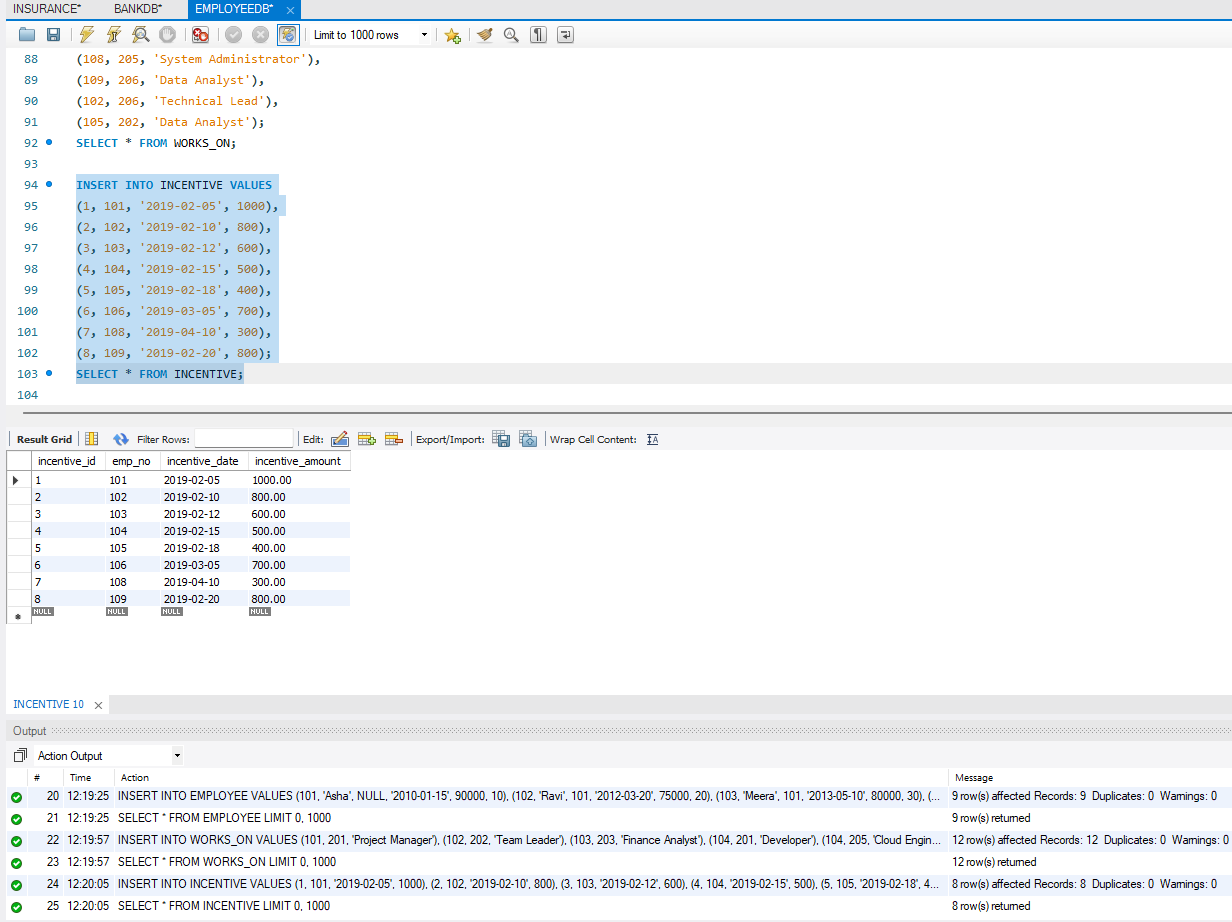 INSURANCE* BANKDB* EMPLOYEEDB*
Limit to 1000 rows
88 (108, 205, 'System Administrator'),
89 (109, 206, 'Data Analyst'),
90 (102, 206, 'Technical Lead'),
91 (105, 202, 'Data Analyst');
92 SELECT * FROM WORKS_ON;
93
94 INSERT INTO INCENTIVE VALUES
95 (1, 101, '2019-02-05', 1000),
96 (2, 102, '2019-02-10', 800),
97 (3, 103, '2019-02-12', 600),
98 (4, 104, '2019-02-15', 500),
99 (5, 105, '2019-02-18', 400),
100 (6, 106, '2019-03-05', 700),
101 (7, 108, '2019-04-10', 300),
102 (8, 109, '2019-02-20', 800);
103 SELECT * FROM INCENTIVE;
104
Result Grid Filter Rows: Edit: Export/Import: Wrap Cell Content: IA
incentive_id emp_no incentive_date incentive_amount
1 101 2019-02-05 1000.00
2 102 2019-02-10 800.00
3 103 2019-02-12 600.00
4 104 2019-02-15 500.00
5 105 2019-02-18 400.00
6 106 2019-03-05 700.00
7 108 2019-04-10 300.00
8 109 2019-02-20 800.00
NULL NULL NULL NULL
INCENTIVE 10
Output
Action Output
# Time Action Message
20 12:19:25 INSERT INTO EMPLOYEE VALUES (101, 'Asha', NULL, '2010-01-15', 90000, 10), (102, 'Ravi', 101, '2012-03-20', 75000, 20), (103, 'Meera', 101, '2013-05-10', 80000, 30), (... 9 row(s) affected Records: 9 Duplicates: 0 Warnings: 0
21 12:19:25 SELECT * FROM EMPLOYEE LIMIT 0, 1000 9 row(s) returned
22 12:19:57 INSERT INTO WORKS_ON VALUES (101, 201, 'Project Manager'), (102, 202, 'Team Leader'), (103, 203, 'Finance Analyst'), (104, 201, 'Developer'), (104, 205, 'Cloud Engin... 12 row(s) affected Records: 12 Duplicates: 0 Warnings: 0
23 12:19:57 SELECT * FROM WORKS_ON LIMIT 0, 1000 12 row(s) returned
24 12:20:05 INSERT INTO INCENTIVE VALUES (1, 101, '2019-02-05', 1000), (2, 102, '2019-02-10', 800), (3, 103, '2019-02-12', 600), (4, 104, '2019-02-15', 500), (5, 105, '2019-02-18', 4... 8 row(s) affected Records: 8 Duplicates: 0 Warnings: 0
25 12:20:05 SELECT * FROM INCENTIVE LIMIT 0, 1000 8 row(s) returned